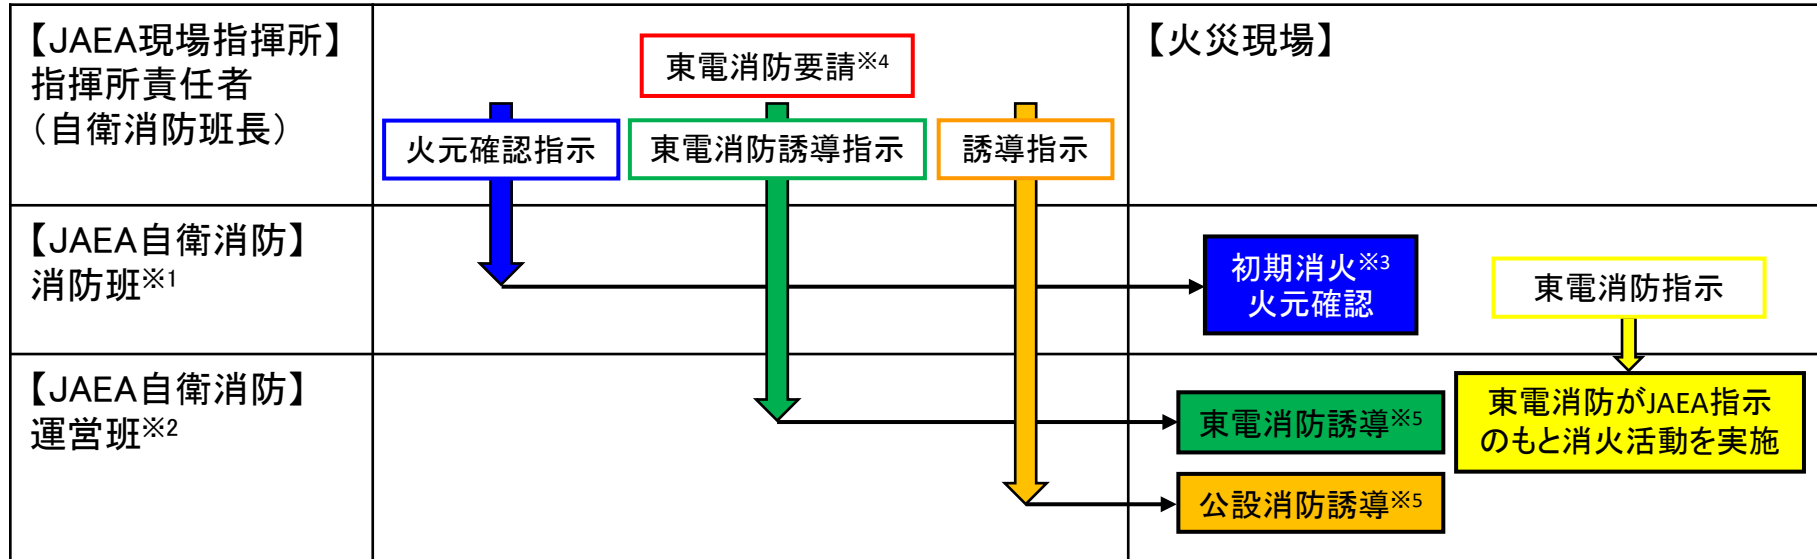 【JAEA現場指揮所】
指揮所責任者
（自衛消防班長）
東電消防要請※4
火元確認指示
東電消防誘導指示
誘導指示
【火災現場】
【JAEA自衛消防】
消防班※1
初期消火※3
火元確認
東電消防指示
【JAEA自衛消防】
運営班※2
東電消防誘導※5
東電消防がJAEA指示
のもと消火活動を実施
公設消防誘導※5